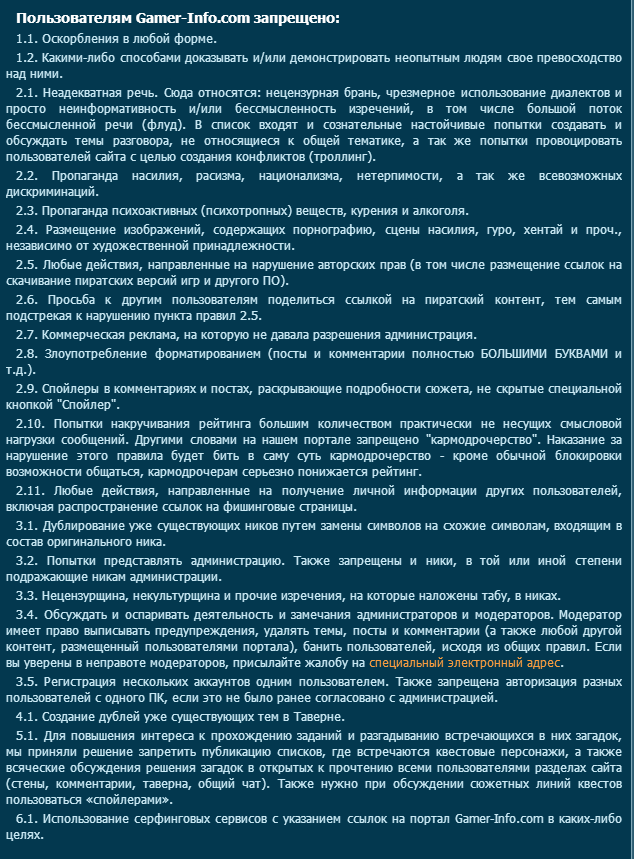 Пользователям Gamer-Info.com запрещено:
1.1. Оскорбления в любой форме.
1.2. Какими-либо способами доказывать и/или демонстрировать неопытным людям свое превосходство
над ними.
2.1. Неадекватная речь. Сюда относятся: нецензурная брань, чрезмерное использование диалектов и
просто неинформативность и/или бессмысленность изречений, в том числе большой поток
бессмысленной речи (флуд). В список входят и сознательные настойчивые попытки создавать и
обсуждать темы разговора, не относящиеся к общей тематике, а так же попытки провоцировать
пользователей сайта с целью создания конфликтов (троллинг).
2.2. Пропаганда насилия, расизма, национализма, нетерпимости, а так же всевозможных
дискриминаций.
2.3. Пропаганда психоактивных (психотропных) веществ, курения и алкоголя.
2.4. Размещение изображений, содержащих порнографию, сцены насилия, гуро, хентай и проч.,
независимо от художественной принадлежности.
2.5. Любые действия, направленные на нарушение авторских прав (в том числе размещение ссылок на
скачивание пиратских версий игр и другого ПО).
2.6. Просьба к другим пользователям поделиться ссылкой на пиратский контент, тем самым
подстрекая к нарушению пункта правил 2.5.
2.7. Коммерческая реклама, на которую не давала разрешения администрация.
2.8. Злоупотребление форматированием (посты и комментарии полностью БОЛЬШИМИ БУКВАМИ и
т.д.).
2.9. Спойлеры в комментариях и постах, раскрывающие подробности сюжета, не скрытые специальной
кнопкой "Спойлер".
2.10. Попытки накручивания рейтинга большим количеством практически не несущих смысловой
нагрузки сообщений. Другими словами на нашем портале запрещено "кармодрочерство". Наказание за
нарушение этого правила будет бить в саму суть кармодрочерство - кроме обычной блокировки
возможности общаться, кармодрочерам серьезно понижается рейтинг.
2.11. Любые действия, направленные на получение личной информации других пользователей,
включая распространение ссылок на фишинговые страницы.
3.1. Дублирование уже существующих ников путем замены символов на схожие символам, входящим в
состав оригинального ника.
3.2. Попытки представлять администрацию. Также запрещены и ники, в той или иной степени
подражающие никам администрации.
3.3. Нецензурщина, некультурщина и прочие изречения, на которые наложены табу, в никах.
3.4. Обсуждать и оспаривать деятельность и замечания администраторов и модераторов. Модератор
имеет право выписывать предупреждения, удалять темы, посты и комментарии (а также любой другой
контент, размещенный пользователями портала), банить пользователей, исходя из общих правил. Если
вы уверены в неправоте модераторов, присылайте жалобу на специальный электронный адрес.
3.5. Регистрация нескольких аккаунтов одним пользователем. Также запрещена авторизация разных
пользователей с одного ПК, если это не было ранее согласовано с администрацией.
4.1. Создание дублей уже существующих тем в Таверне.
5.1. Для повышения интереса к прохождению заданий и разгадыванию встречающихся в них загадок,
мы приняли решение запретить публикацию списков, где встречаются квестовые персонажи, а также
всяческие обсуждения решения загадок в открытых к прочтению всеми пользователями разделах сайта
(стены, комментарии, таверна, общий чат). Также нужно при обсуждении сюжетных линий квестов
пользоваться «спойлерами».
6.1. Использование серфинговых сервисов с указанием ссылок на портал Gamer-Info.com в каких-либо
целях.